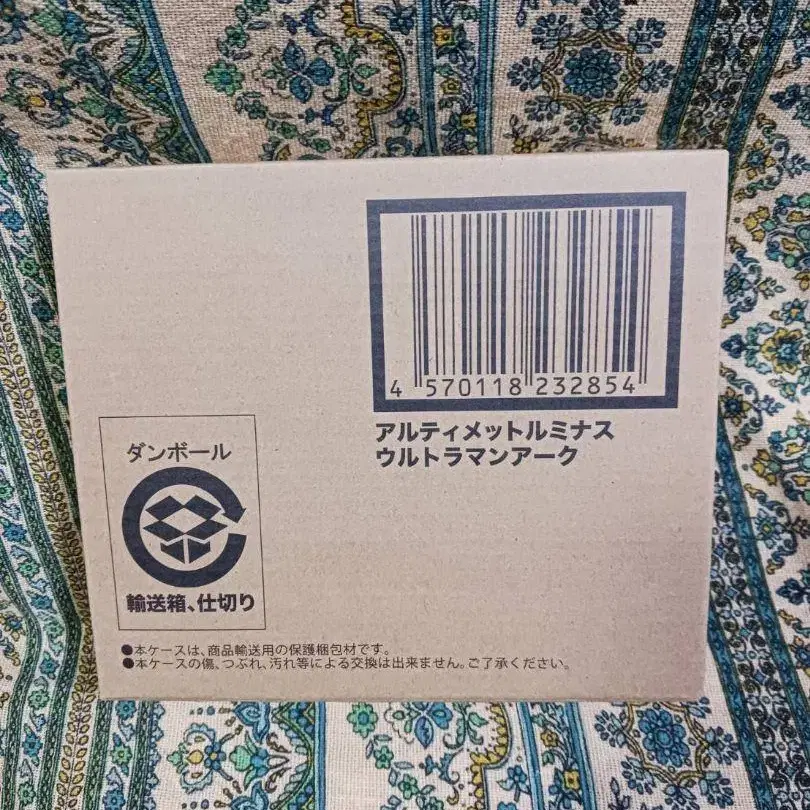 4 570118 232854
アルティメットルミナス
ウルトラマンアーク
ダンボール
輸送箱、仕切り
●本ケースは、商品輸送用の保護梱包材です。
●本ケースの傷、つぶれ、汚れ等による交換は出来ません。ご了承ください。